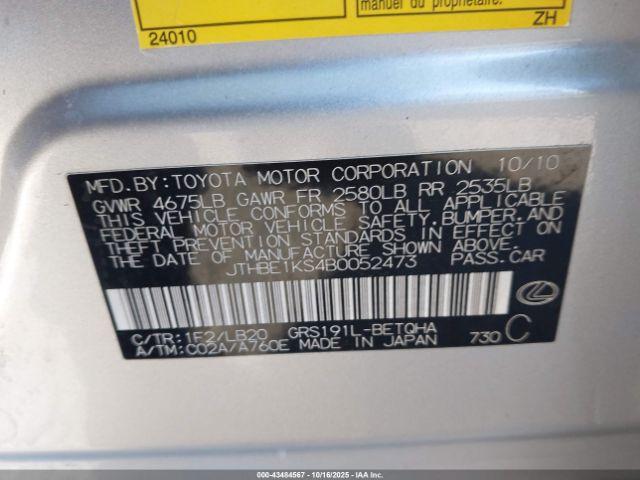 manuel du propriétaire.
24010 ZH
MFD.BY:TOYOTA MOTOR CORPORATION 10/10
GVWR 4675LB GAWR FR 2580LB RR 2535LB
THIS VEHICLE CONFORMS TO ALL APPLICABLE
FEDERAL MOTOR VEHICLE SAFETY,BUMPER,AND
THEFT PREVENTION STANDARDS IN EFFECT ON
THE DATE OF MANUFACTURE SHOWN ABOVE.
JTHBE1KS4B0052473 PASS.CAR
C/TR:1F2/LB20 GRS191L-BETQHA
A/TM:C02A/A760E MADE IN JAPAN 730 C
000-43484567 - 10/16/2025 - IAAI, Inc.